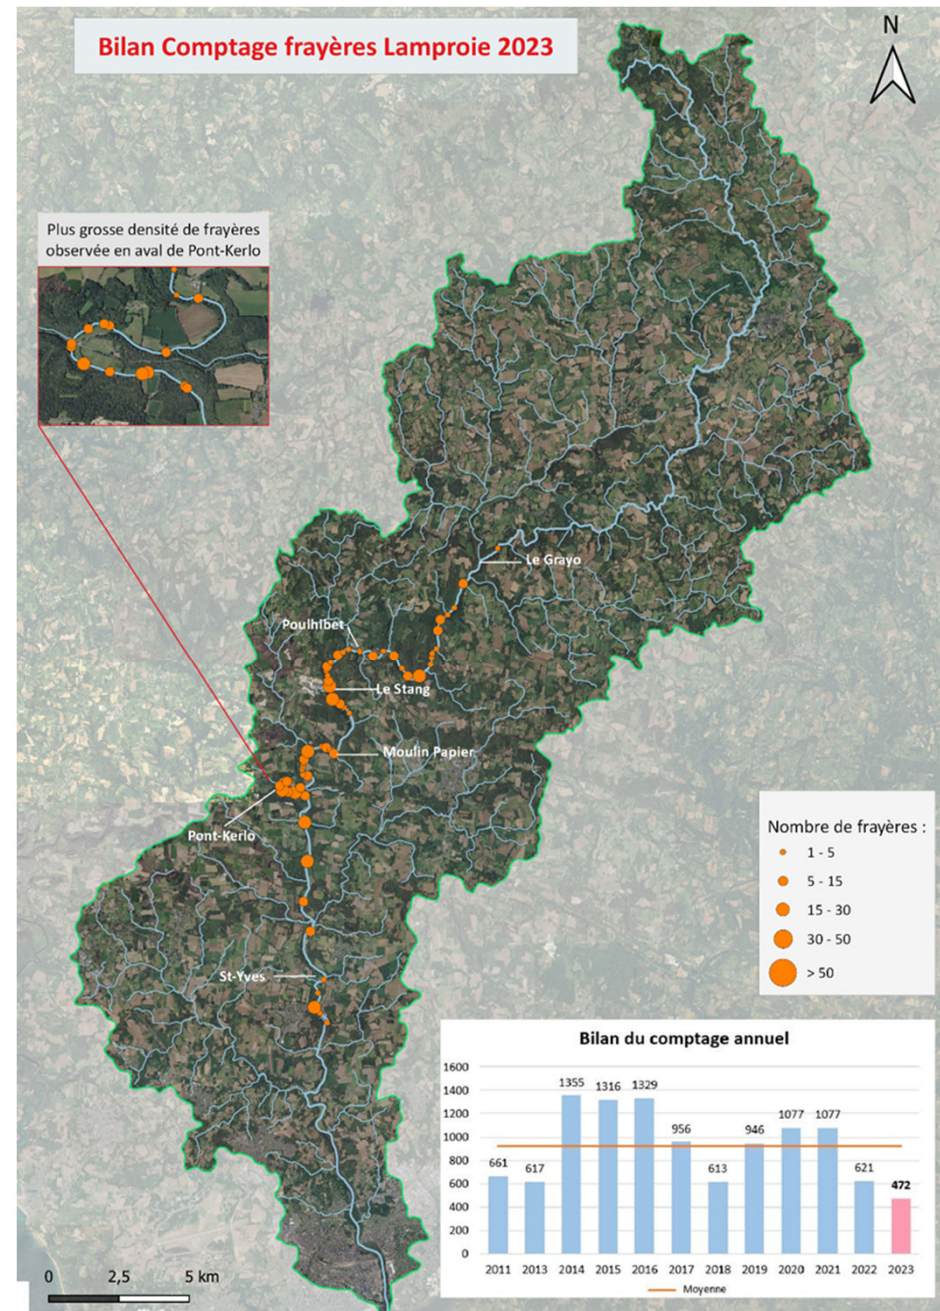 Bilan Comptage frayères Lamproie 2023
N
Plus grosse densité de frayères
observée en aval de Pont-Kerlo
Le Grayo
Poulhibet
Le Stang
Moulin Papier
Pont-Kerlo
St-Yves
Nombre de frayères :
1 - 5
5 - 15
15 - 30
30 - 50
> 50
Bilan du comptage annuel
1600
1400
1200
1000
800
600
400
200
0
661
617
1355
1316
1329
956
613
946
1077
1077
621
472
2011 2013 2014 2015 2016 2017 2018 2019 2020 2021 2022 2023
Moyenne
0 2,5 5 km